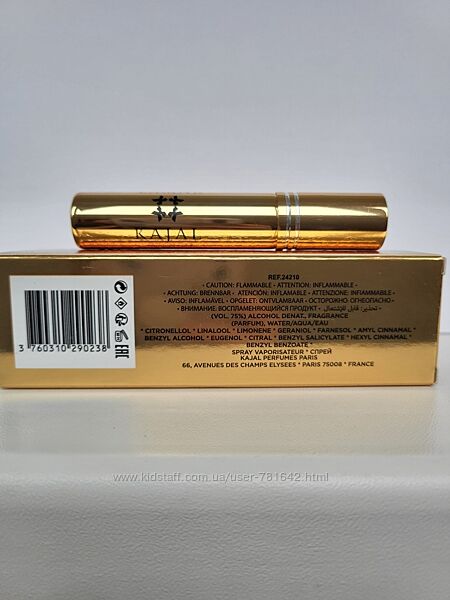 KAJAL
REF.24210
• CAUTION: FLAMMABLE • ATTENTION: INFLAMMABLE •
• ACHTUNG: BRENNBAR • ATENCIÓN: INFLAMABLE • ATTENZIONE: INFIAMMABLE •
• AVISO: INFLAMÁVEL • OPGELET: ONTVLAMBAAR • ОСТОРОЖНО ОГНЕОПАСНО •
• ВНИМАНИЕ: ВОСПЛАМЕНЯЮЩИЙСЯ ПРОДУКТ • تحذير: قابل للإشتعال •
(VOL. 75%) ALCOHOL DENAT. FRAGRANCE
(PARFUM), WATER/AQUA/EAU
* CITRONELLOL * LINALOOL * LIMONENE * GERANIOL * FARNESOL * AMYL CINNAMAL *
BENZYL ALCOHOL * EUGENOL * CITRAL * BENZYL SALICYLATE * HEXYL CINNAMAL *
BENZYL BENZOATE *
SPRAY VAPORISATEUR * СПРЕЙ
KAJAL PERFUMES PARIS
66, AVENUES DES CHAMPS ELYSEES * PARIS 75008 * FRANCE
3 760310 290238
EAC
www.kidstaff.com.ua/user-781642.html